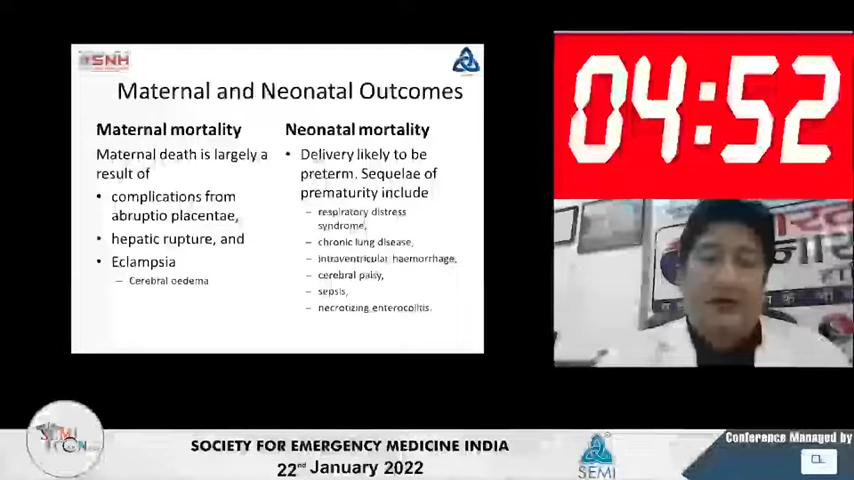 SNH
Maternal and Neonatal Outcomes
Maternal mortality
Maternal death is largely a
result of
• complications from
abruptio placentae,
• hepatic rupture, and
• Eclampsia
– Cerebral oedema
Neonatal mortality
• Delivery likely to be
preterm. Sequelae of
prematurity include
– respiratory distress
syndrome,
– chronic lung disease,
– intraventricular haemorrhage,
– cerebral palsy,
– sepsis,
– necrotizing enterocolitis.
04:52
SOCIETY FOR EMERGENCY MEDICINE INDIA
22nd January 2022
SEMI
Conference Managed by